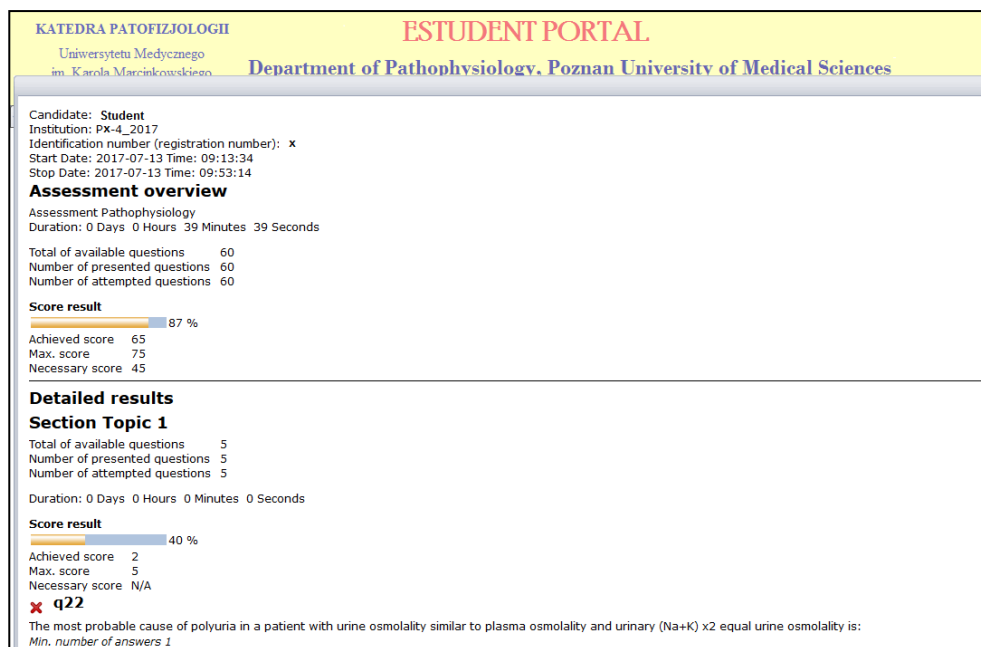 KATEDRA PATOFIZJOLOGII
ESTUDENT PORTAL
Uniwersytetu Medycznego
im. Karola Marcinkowskiego
Department of Pathophysiology, Poznan University of Medical Sciences
Candidate: Student
Institution: Px-4_2017
Identification number (registration number): x
Start Date: 2017-07-13 Time: 09:13:34
Stop Date: 2017-07-13 Time: 09:53:14
Assessment overview
Assessment Pathophysiology
Duration: 0 Days 0 Hours 39 Minutes 39 Seconds
Total of available questions 60
Number of presented questions 60
Number of attempted questions 60
Score result
87 %
Achieved score 65
Max. score 75
Necessary score 45
Detailed results
Section Topic 1
Total of available questions 5
Number of presented questions 5
Number of attempted questions 5
Duration: 0 Days 0 Hours 0 Minutes 0 Seconds
Score result
40 %
Achieved score 2
Max. score 5
Necessary score N/A
q22
The most probable cause of polyuria in a patient with urine osmolality similar to plasma osmolality and urinary (Na+K) x2 equal urine osmolality is:
Min. number of answers 1